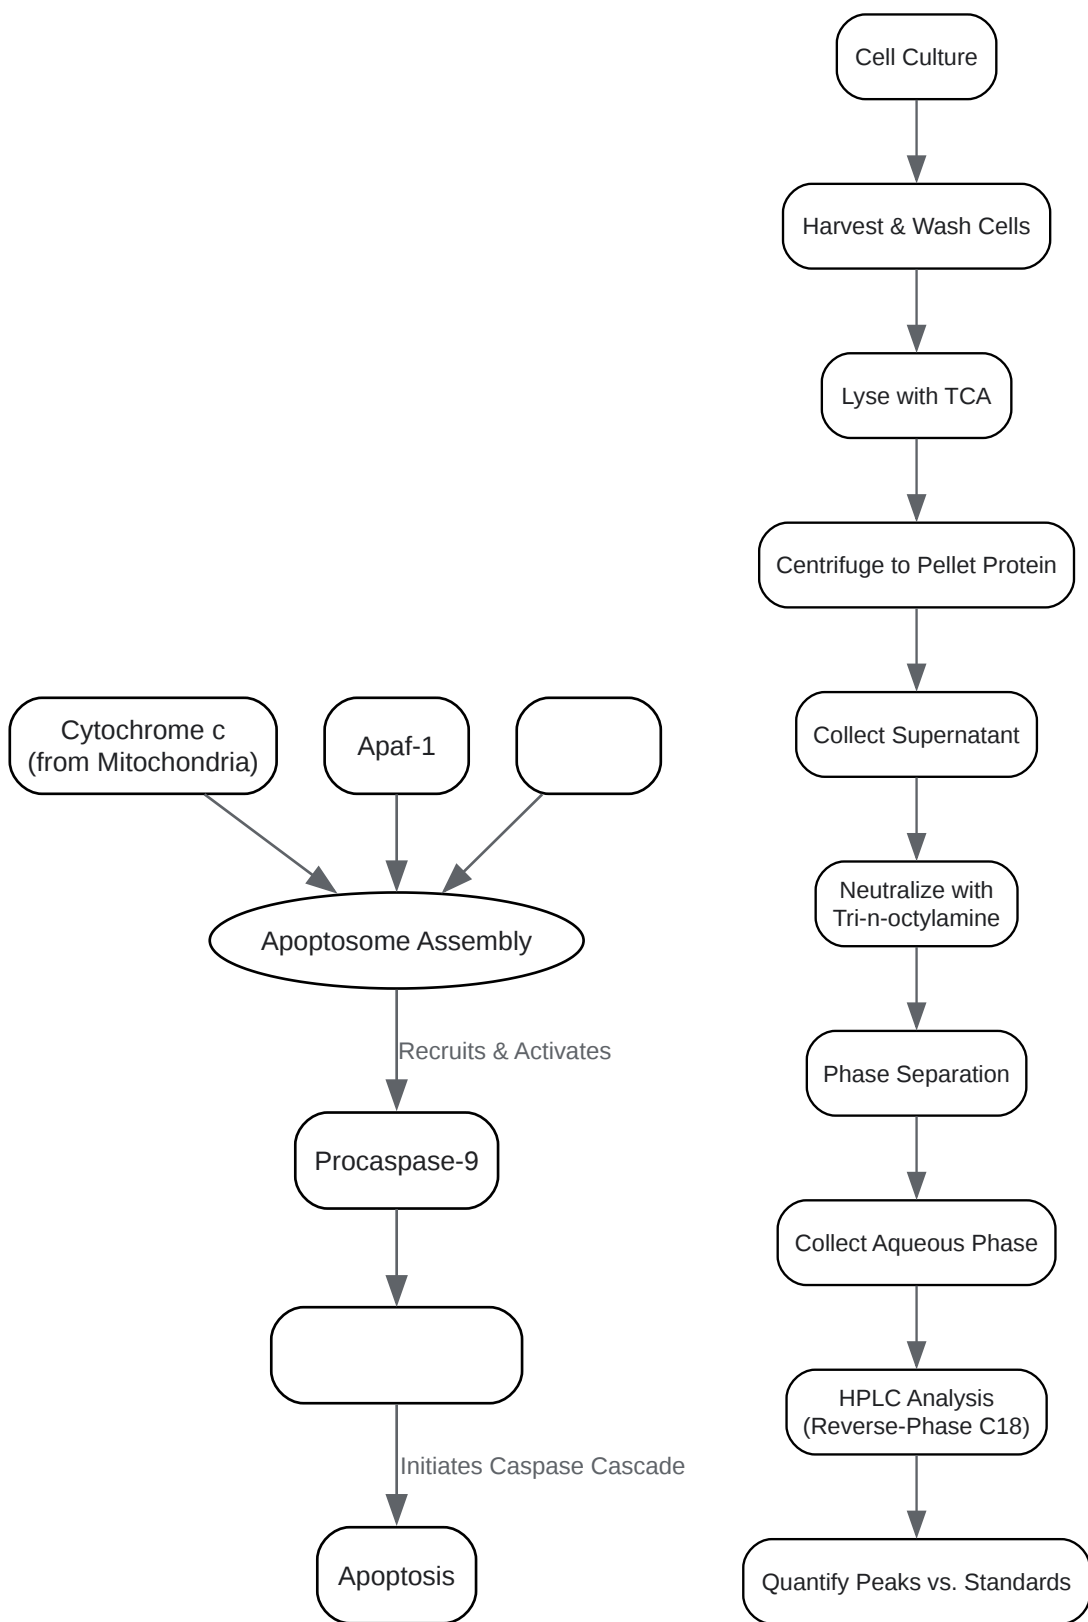 Cell Culture
Harvest & Wash Cells
Lyse with TCA
Centrifuge to Pellet Protein
Collect Supernatant
Neutralize with
Tri-n-octylamine
Phase Separation
Collect Aqueous Phase
HPLC Analysis
(Reverse-Phase C18)
Quantify Peaks vs. Standards
Cytochrome c
(from Mitochondria)
Apaf-1
Apoptosome Assembly
Recruits & Activates
Procaspase-9
Initiates Caspase Cascade
Apoptosis